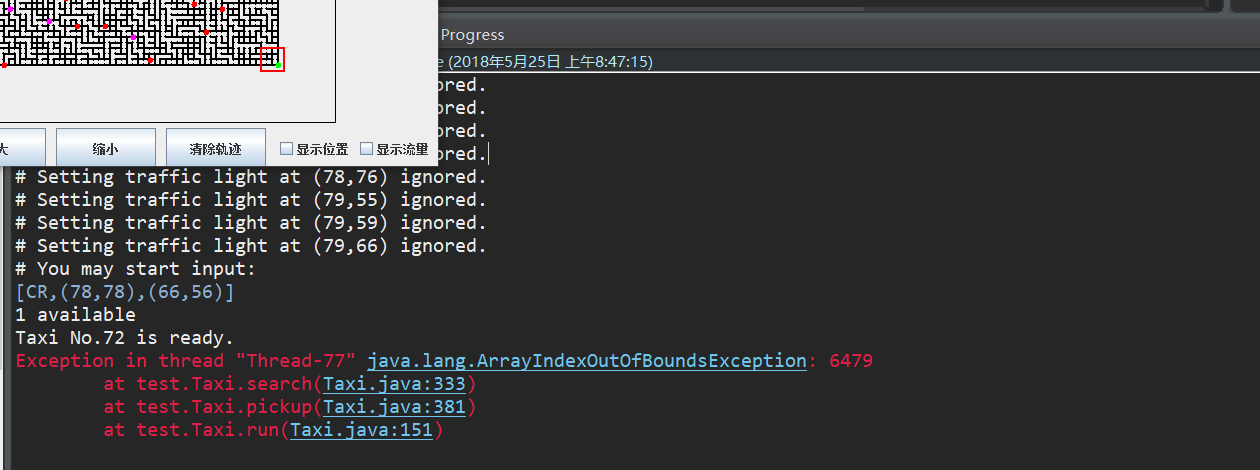 Progress
e (2018年5月25日 上午8:47:15)
ored.
ored.
ored.
ored.
大 缩小 清除轨迹 显示位置 显示流量
# Setting traffic light at (78,76) ignored.
# Setting traffic light at (79,55) ignored.
# Setting traffic light at (79,59) ignored.
# Setting traffic light at (79,66) ignored.
# You may start input:
[CR,(78,78),(66,56)]
1 available
Taxi No.72 is ready.
Exception in thread "Thread-77" java.lang.ArrayIndexOutOfBoundsException: 6479
at test.Taxi.search(Taxi.java:333)
at test.Taxi.pickup(Taxi.java:381)
at test.Taxi.run(Taxi.java:151)